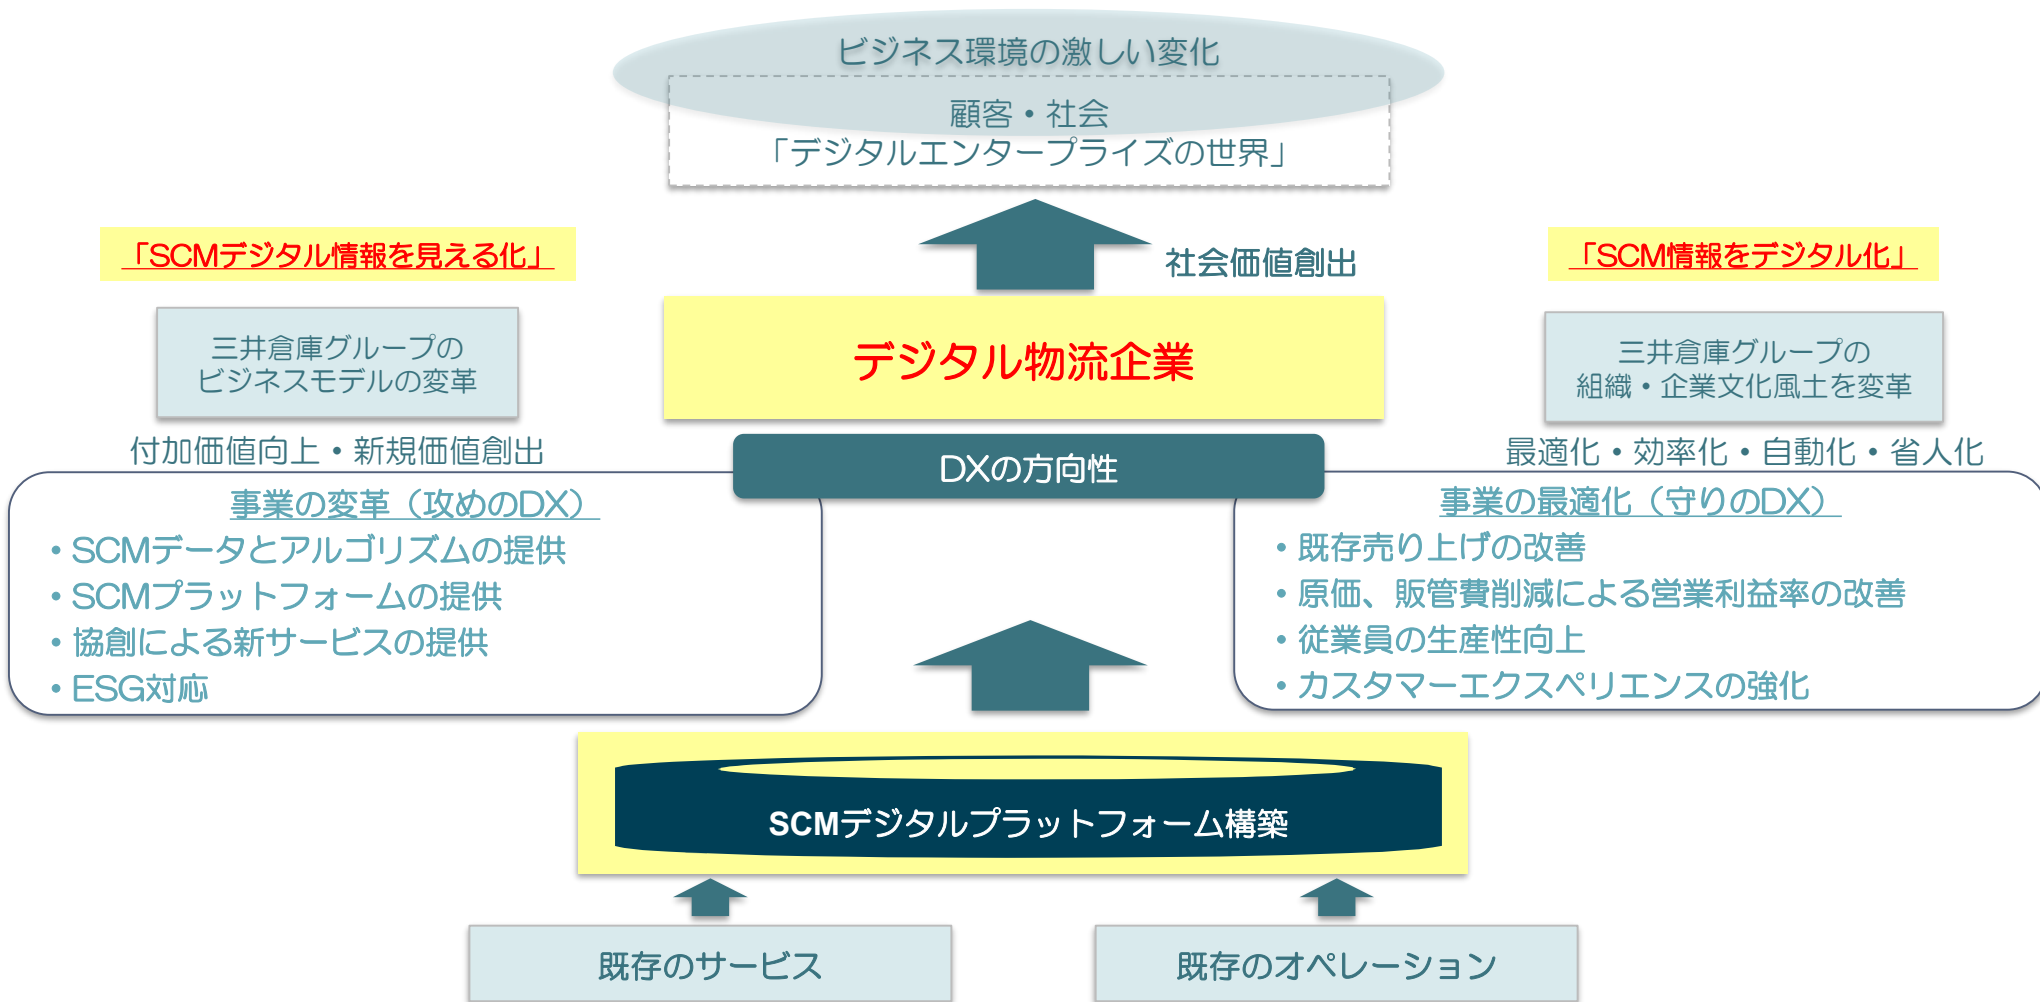 ビジネス環境の激しい変化
顧客・社会
「デジタルエンタープライズの世界」
社会価値創出
デジタル物流企業
DXの方向性
「SCMデジタル情報を見える化」
三井倉庫グループの
ビジネスモデルの変革
付加価値向上・新規価値創出
事業の変革（攻めのDX）
・SCMデータとアルゴリズムの提供
・SCMプラットフォームの提供
・協創による新サービスの提供
・ESG対応
「SCM情報をデジタル化」
三井倉庫グループの
組織・企業文化風土を変革
最適化・効率化・自動化・省人化
事業の最適化（守りのDX）
・既存売り上げの改善
・原価、販管費削減による営業利益率の改善
・従業員の生産性向上
・カスタマーエクスペリエンスの強化
SCMデジタルプラットフォーム構築
既存のサービス
既存のオペレーション